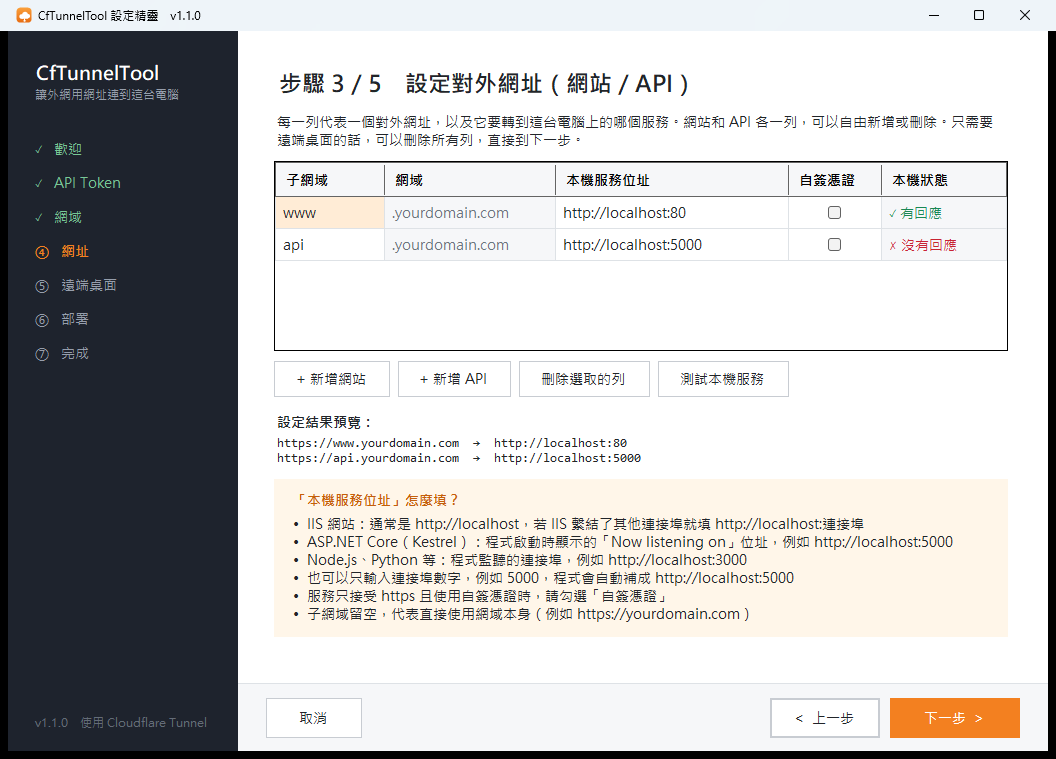 CfTunnelTool 設定精靈 v1.1.0
CfTunnelTool
讓外網用網址連到這台電腦
✓ 歡迎
✓ API Token
✓ 網域
④ 網址
⑤ 遠端桌面
⑥ 部署
⑦ 完成
v1.1.0 使用 Cloudflare Tunnel
步驟 3 / 5 設定對外網址（網站 / API）
每一列代表一個對外網址，以及它要轉到這台電腦上的哪個服務。網站和 API 各一列，可以自由新增或刪除。只需要
遠端桌面的話，可以刪除所有列，直接到下一步。
子網域 網域 本機服務位址 自簽憑證 本機狀態
www .yourdomain.com http://localhost:80 ✓ 有回應
api .yourdomain.com http://localhost:5000 ✗ 沒有回應
+ 新增網站 + 新增 API 刪除選取的列 測試本機服務
設定結果預覽：
https://www.yourdomain.com → http://localhost:80
https://api.yourdomain.com → http://localhost:5000
「本機服務位址」怎麼填？
• IIS 網站：通常是 http://localhost，若 IIS 繫結了其他連接埠就填 http://localhost:連接埠
• ASP.NET Core（Kestrel）：程式啟動時顯示的「Now listening on」位址，例如 http://localhost:5000
• Node.js、Python 等：程式監聽的連接埠，例如 http://localhost:3000
• 也可以只輸入連接埠數字，例如 5000，程式會自動補成 http://localhost:5000
• 服務只接受 https 且使用自簽憑證時，請勾選「自簽憑證」
• 子網域留空，代表直接使用網域本身（例如 https://yourdomain.com）
取消 < 上一步 下一步 >